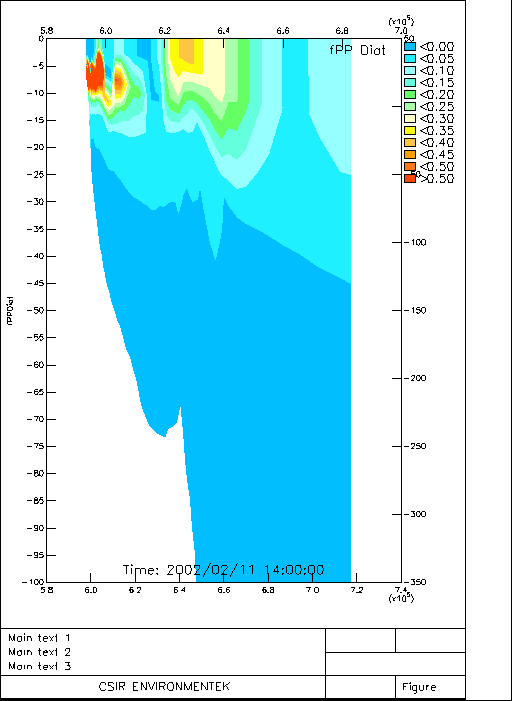 (x10⁵)
5.8 6.0 6.2 6.4 6.6 6.8 7.0
fPP Diat
0 -5 -10 -15 -20 -25 -30 -35 -40 -45 -50 -55 -60 -65 -70 -75 -80 -85 -90 -95 -100
50
-50
-100
-150
-200
-250
-300
-350
<0.00
<0.05
<0.10
<0.15
<0.20
<0.25
<0.30
<0.35
<0.40
<0.45
<0.50
>0.50
fPPDiat
Time: 2002/02/11 14:00:00
5.8 6.0 6.2 6.4 6.6 6.8 7.0 7.2 7.4
(x10⁵)
Main text 1
Main text 2
Main text 3
CSIR ENVIRONMENTEK
Figure